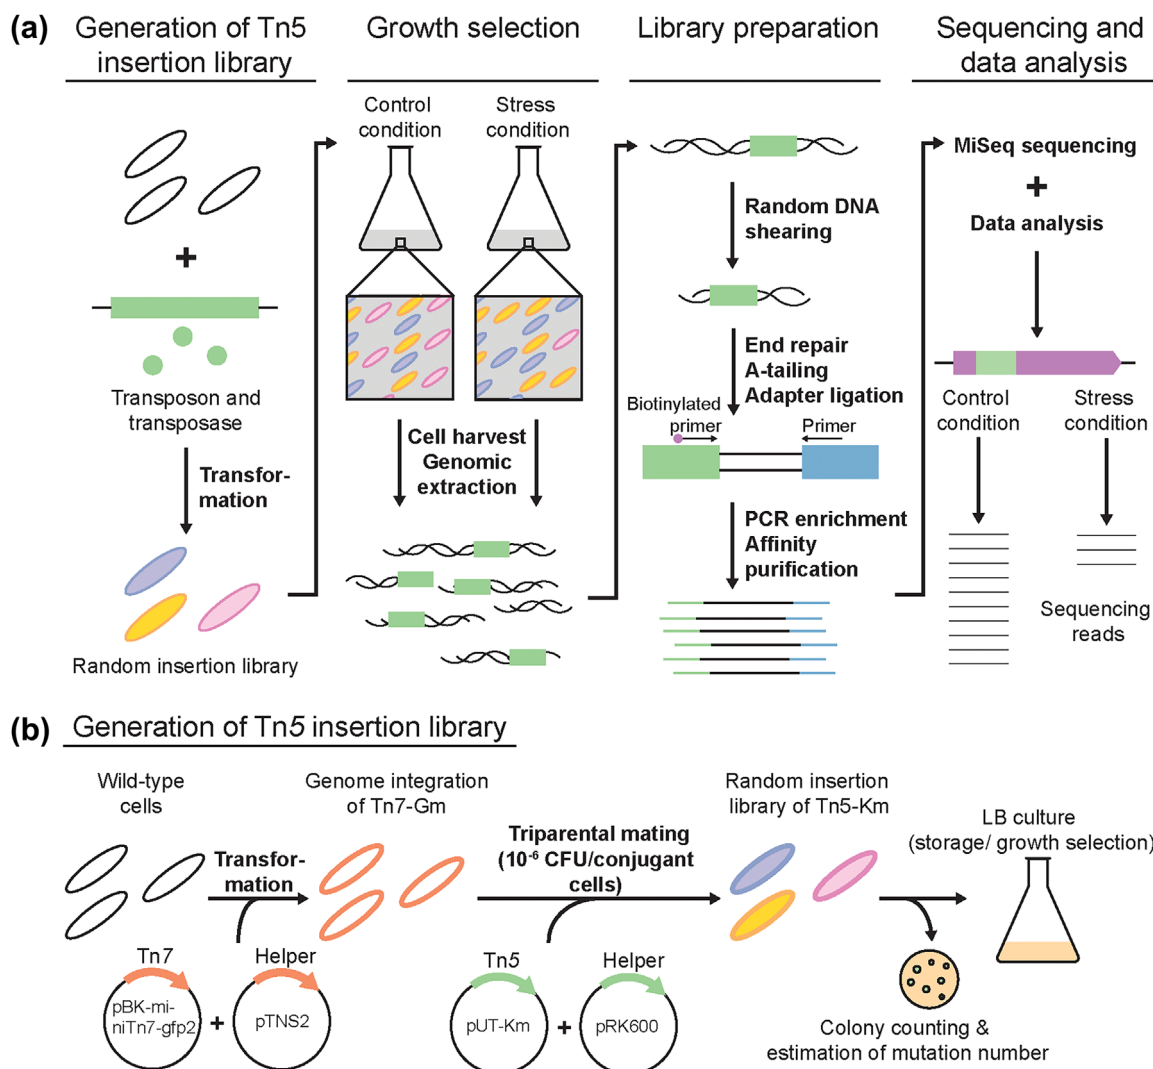 (a)
Generation of Tn5
insertion library
Growth selection
Library preparation
Sequencing and
data analysis
Transposon and
transposase
Transfor-
mation
Random insertion library
Control
condition
Stress
condition
Cell harvest
Genomic
extraction
Random DNA
shearing
End repair
A-tailing
Adapter ligation
Biotinylated
primer
Primer
PCR enrichment
Affinity
purification
MiSeq sequencing
+
Data analysis
Control
condition
Stress
condition
Sequencing
reads
(b)
Generation of Tn5 insertion library
Wild-type
cells
Transfor-
mation
Tn7
pBK-mi-
niTn7-gfp2
+
Helper
pTNS2
Genome integration
of Tn7-Gm
Triparental mating
(10⁻⁶ CFU/conjugant
cells)
Tn5
pUT-Km
+
Helper
pRK600
Random insertion
library of Tn5-Km
LB culture
(storage/ growth selection)
Colony counting &
estimation of mutation number